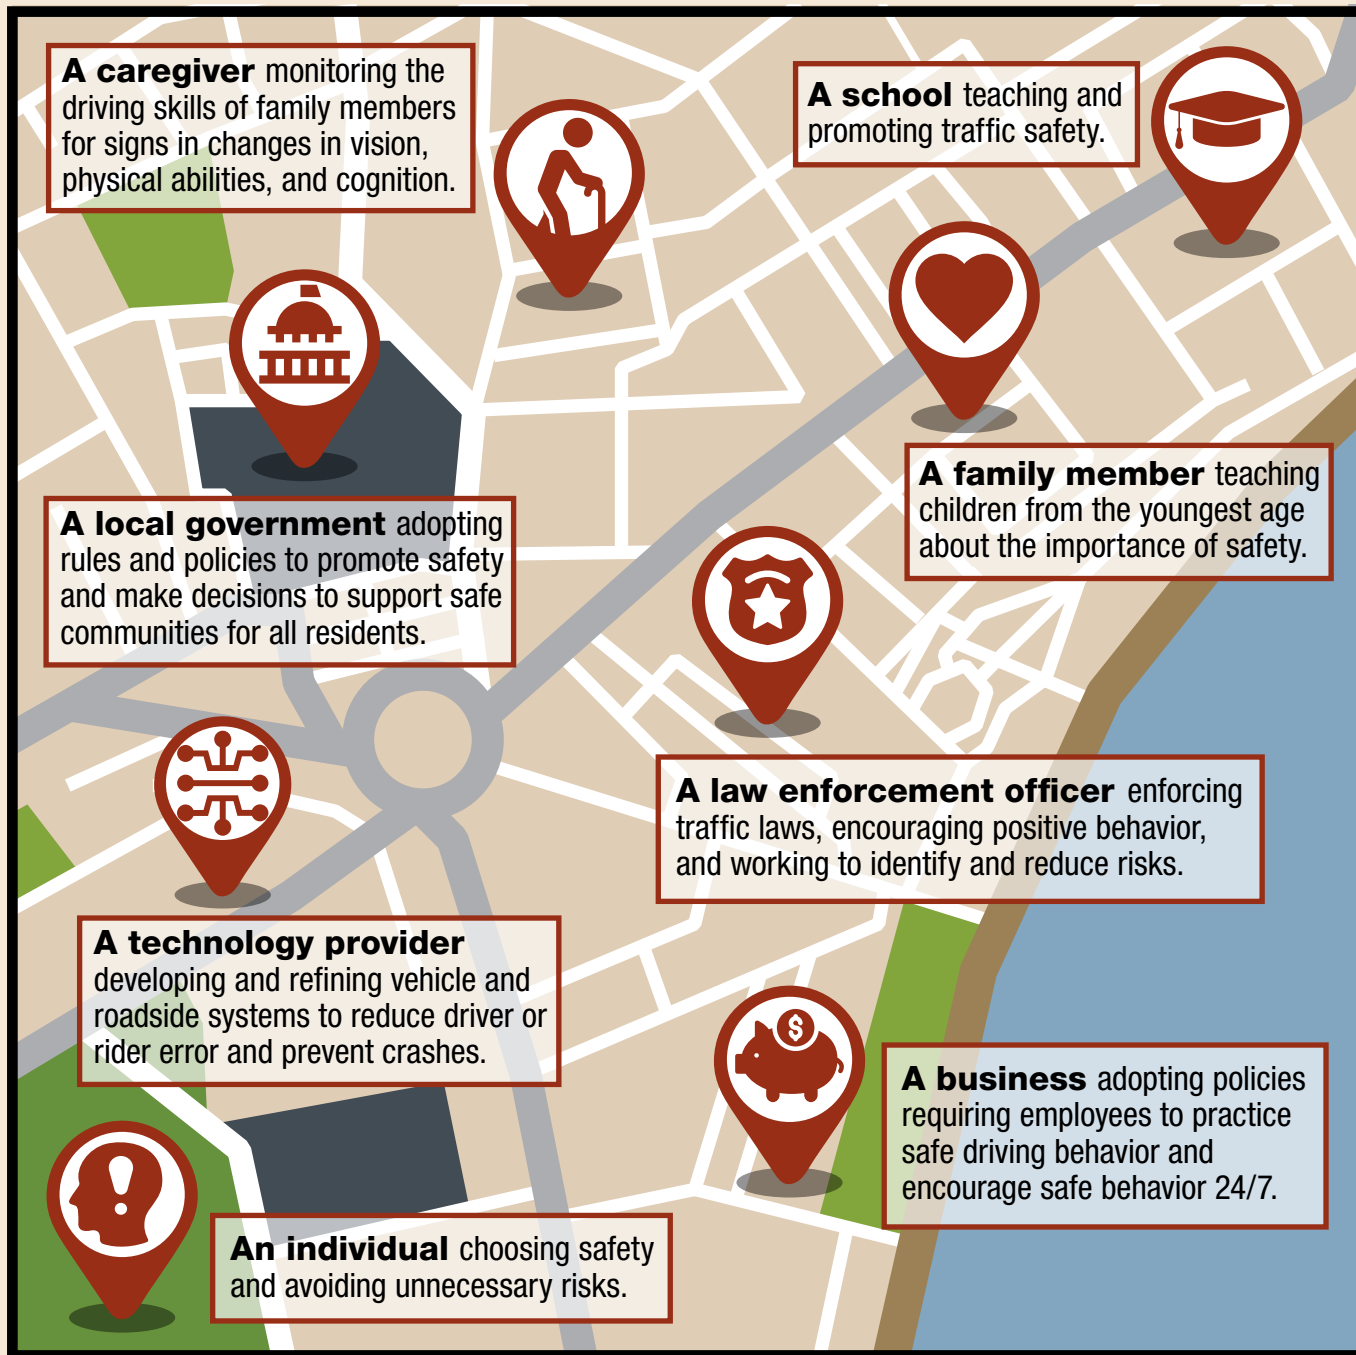 A caregiver monitoring the
driving skills of family members
for signs in changes in vision,
physical abilities, and cognition.
A school teaching and
promoting traffic safety.
A family member teaching
children from the youngest age
about the importance of safety.
A local government adopting
rules and policies to promote safety
and make decisions to support safe
communities for all residents.
A law enforcement officer enforcing
traffic laws, encouraging positive behavior,
and working to identify and reduce risks.
A technology provider
developing and refining vehicle and
roadside systems to reduce driver or
rider error and prevent crashes.
$
A business adopting policies
requiring employees to practice
safe driving behavior and
encourage safe behavior 24/7.
An individual choosing safety
and avoiding unnecessary risks.